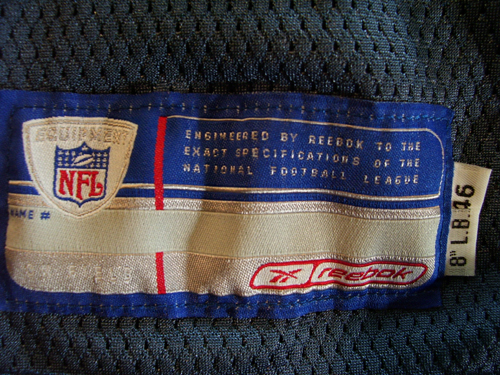 EQUIPMENT
NFL
ENGINEERED BY REEBOK TO THE
EXACT SPECIFICATIONS OF THE
NATIONAL FOOTBALL LEAGUE
NAME #
Reebok
8" L.B. 46